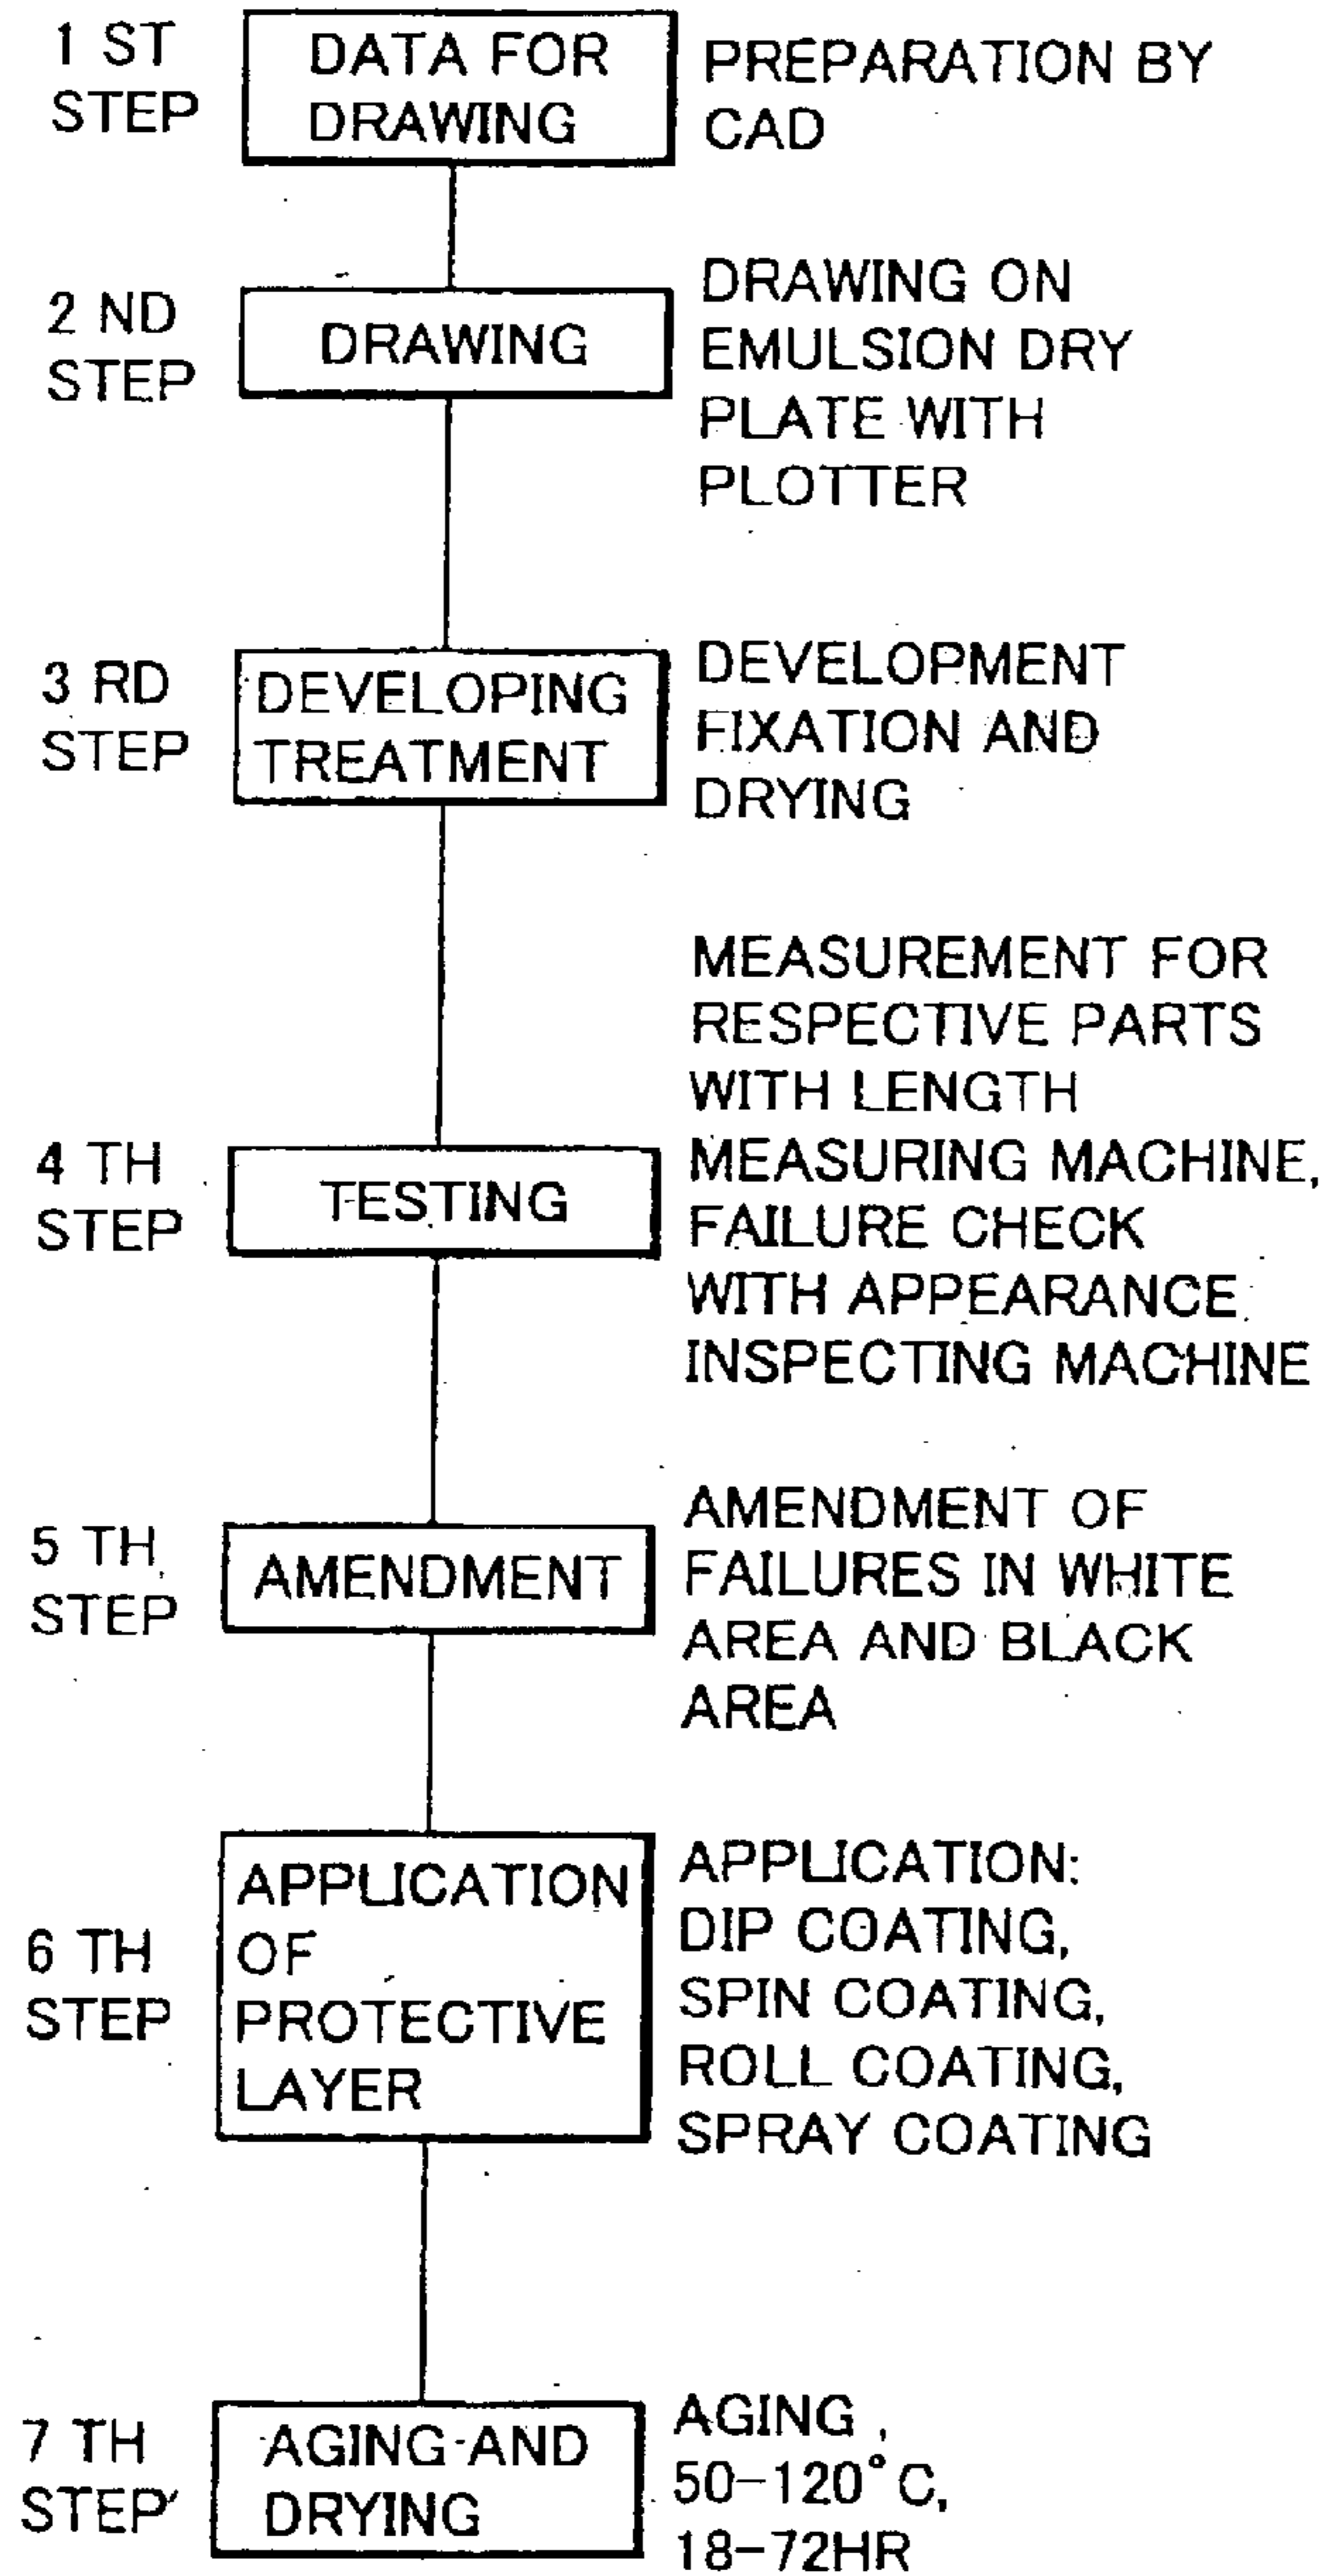 1 ST
STEP
DATA FOR
DRAWING
PREPARATION BY
CAD
2 ND
STEP
DRAWING
DRAWING ON
EMULSION DRY
PLATE WITH
PLOTTER
3 RD
STEP
DEVELOPING
TREATMENT
DEVELOPMENT
FIXATION AND
DRYING
4 TH
STEP
TESTING
MEASUREMENT FOR
RESPECTIVE PARTS
WITH LENGTH
MEASURING MACHINE,
FAILURE CHECK
WITH APPEARANCE
INSPECTING MACHINE
5 TH
STEP
AMENDMENT
AMENDMENT OF
FAILURES IN WHITE
AREA AND BLACK
AREA
6 TH
STEP
APPLICATION
OF
PROTECTIVE
LAYER
APPLICATION:
DIP COATING,
SPIN COATING,
ROLL COATING,
SPRAY COATING
7 TH
STEP
AGING AND
DRYING
AGING ,
50-120°C,
18-72HR